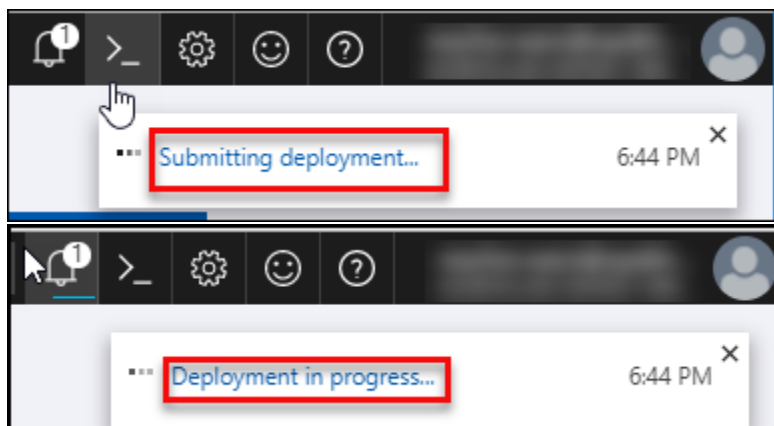 1
Submitting deployment...
6:44 PM
1
Deployment in progress...
6:44 PM